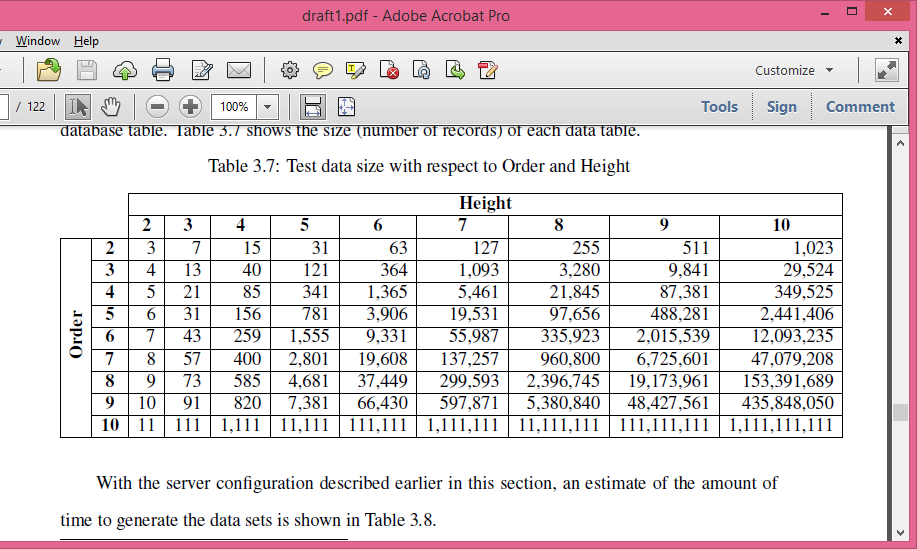 draft1.pdf - Adobe Acrobat Pro
Window Help
Customize
/ 122 100% Tools Sign Comment
database table. Table 3.7 shows the size (number of records) of each data table.
Table 3.7: Test data size with respect to Order and Height
Height
2 3 4 5 6 7 8 9 10
Order
2 3 7 15 31 63 127 255 511 1,023
3 4 13 40 121 364 1,093 3,280 9,841 29,524
4 5 21 85 341 1,365 5,461 21,845 87,381 349,525
5 6 31 156 781 3,906 19,531 97,656 488,281 2,441,406
6 7 43 259 1,555 9,331 55,987 335,923 2,015,539 12,093,235
7 8 57 400 2,801 19,608 137,257 960,800 6,725,601 47,079,208
8 9 73 585 4,681 37,449 299,593 2,396,745 19,173,961 153,391,689
9 10 91 820 7,381 66,430 597,871 5,380,840 48,427,561 435,848,050
10 11 111 1,111 11,111 111,111 1,111,111 11,111,111 111,111,111 1,111,111,111
With the server configuration described earlier in this section, an estimate of the amount of
time to generate the data sets is shown in Table 3.8.